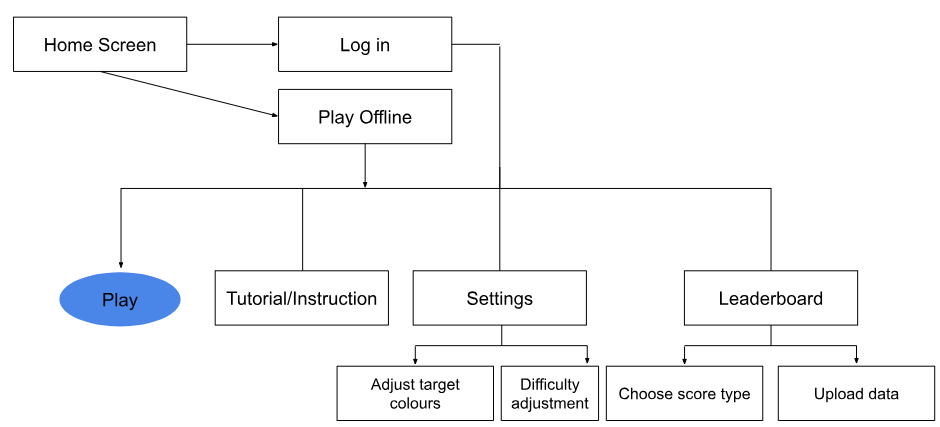 Home Screen
Log in
Play Offline
Play
Tutorial/Instruction
Settings
Leaderboard
Adjust target
colours
Difficulty
adjustment
Choose score type
Upload data